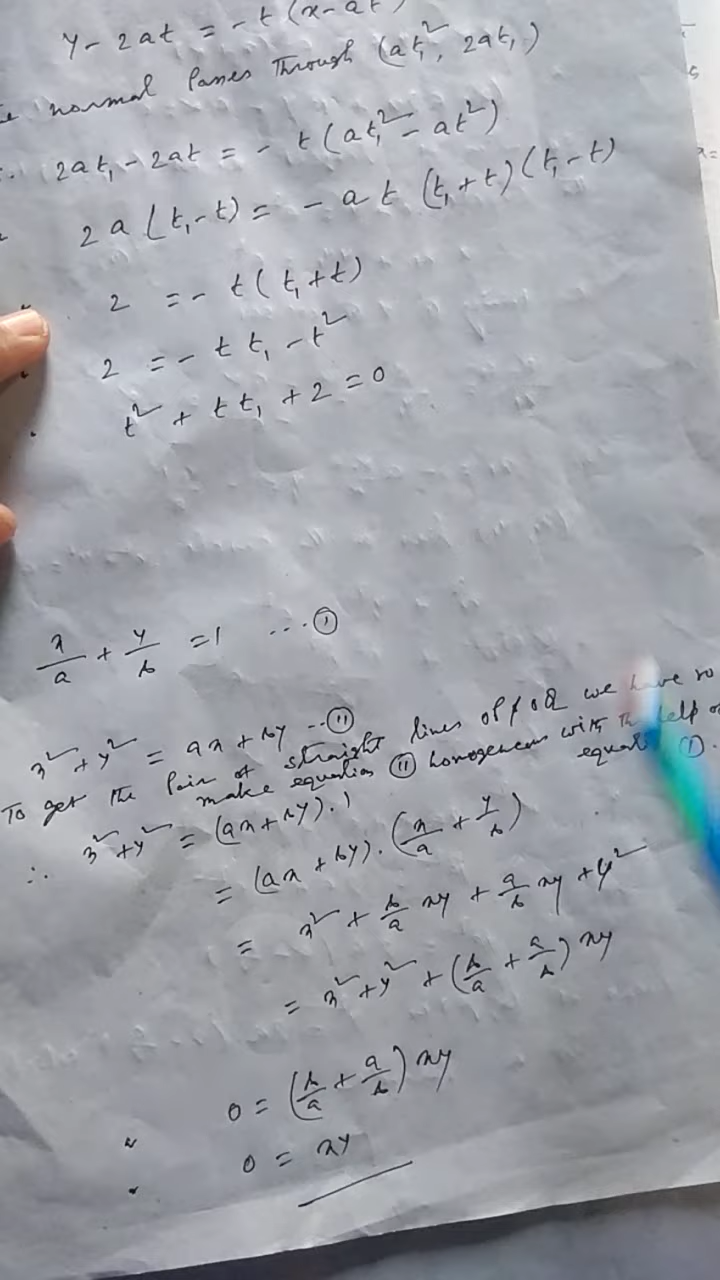 y - 2at = -t (x - at
normal passes through (at₁², 2at₁)
2at₁ - 2at = - t (at₁² - at²)
2a (t₁ - t) = - a t (t₁ + t) (t₁ - t)
2 = - t (t₁ + t)
2 = - t t₁ - t²
t² + t t₁ + 2 = 0
x/a + y/b = 1 ... (i)
x² + y² = ax + by ... (ii)
To get the pair of straight lines OP & OQ we have to
make equation (ii) homogeneous with the help of
equat (i).
∴ x² + y² = (ax + by) . 1
= (ax + by) . (x/a + y/b)
= x² + b/a xy + a/b xy + y²
= x² + y² + (b/a + a/b) xy
0 = (b/a + a/b) xy
0 = xy